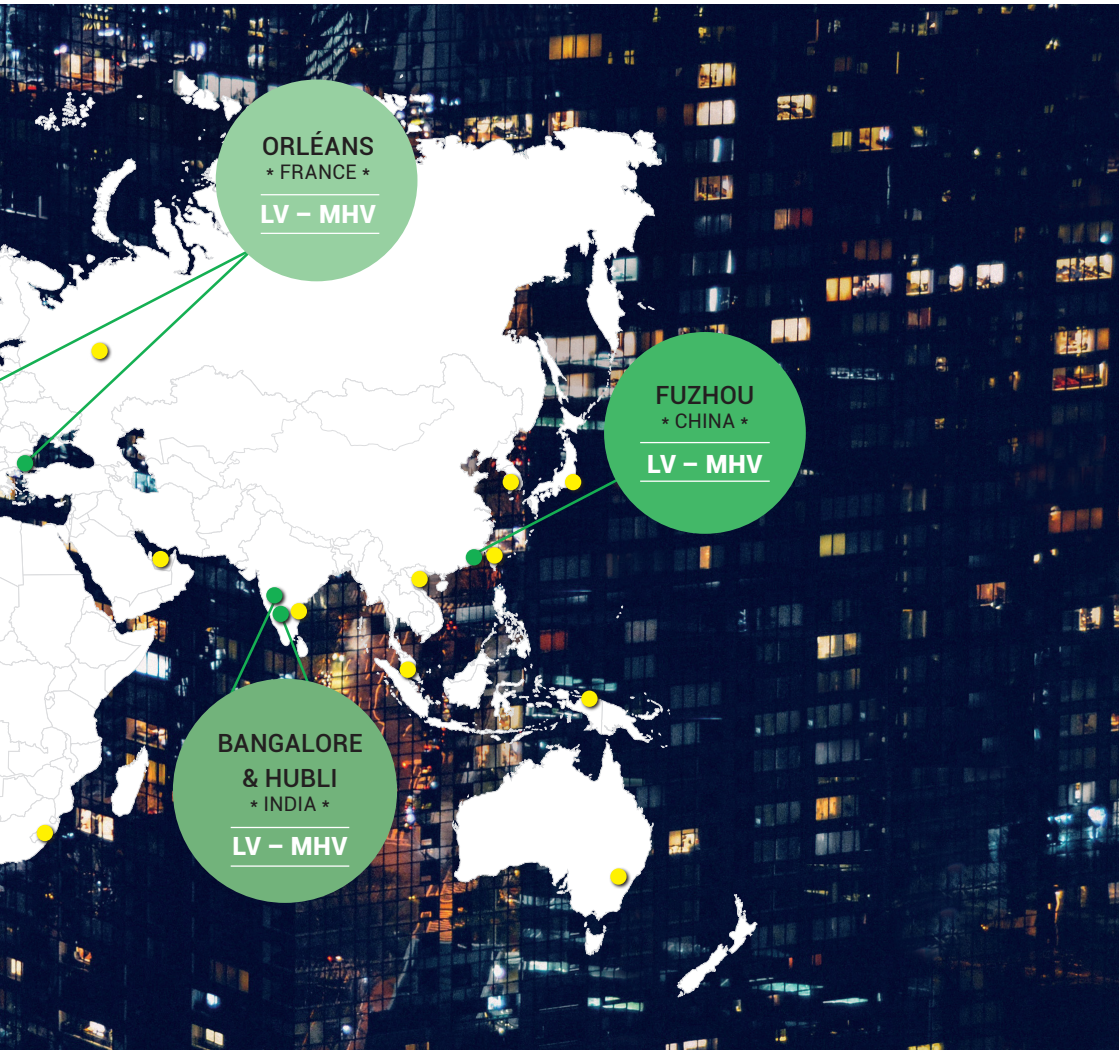 ORLÉANS
* FRANCE *
LV – MHV
FUZHOU
* CHINA *
LV – MHV
BANGALORE
& HUBLI
* INDIA *
LV – MHV